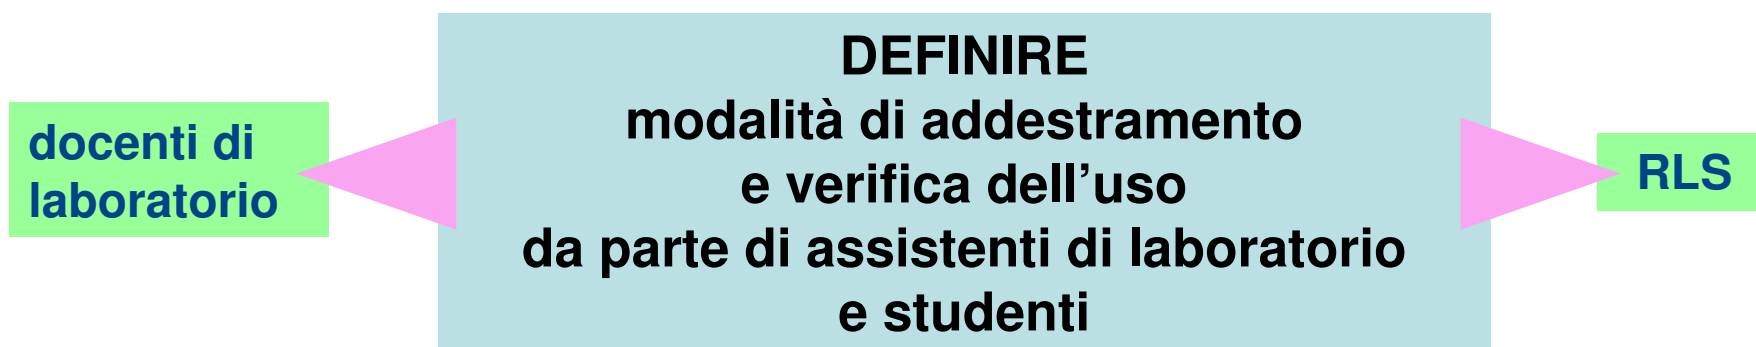 docenti di
laboratorio
DEFINIRE
modalità di addestramento
e verifica dell’uso
da parte di assistenti di laboratorio
e studenti
RLS